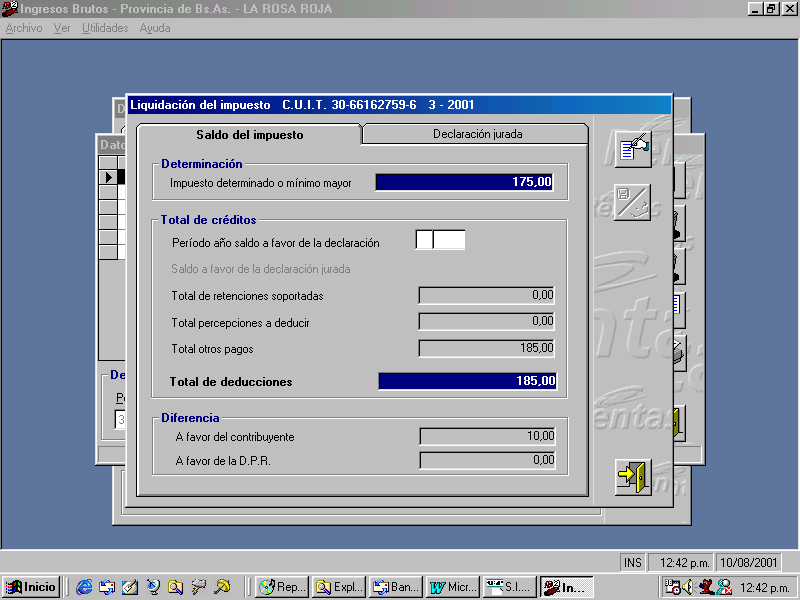 Ingresos Brutos - Provincia de Bs.As. - LA ROSA ROJA
Archivo Ver Utilidades Ayuda
Liquidación del impuesto C.U.I.T. 30-66162759-6 3 - 2001
Saldo del impuesto Declaración jurada
Determinación
Impuesto determinado o mínimo mayor 175,00
Total de créditos
Período año saldo a favor de la declaración
Saldo a favor de la declaración jurada
Total de retenciones soportadas 0,00
Total percepciones a deducir 0,00
Total otros pagos 185,00
Total de deducciones 185,00
Diferencia
A favor del contribuyente 10,00
A favor de la D.P.R. 0,00
INS 12:42 p.m. 10/08/2001
Inicio Rep... Expl... Ban... Micr... S.I.... In... 12:42 p.m.